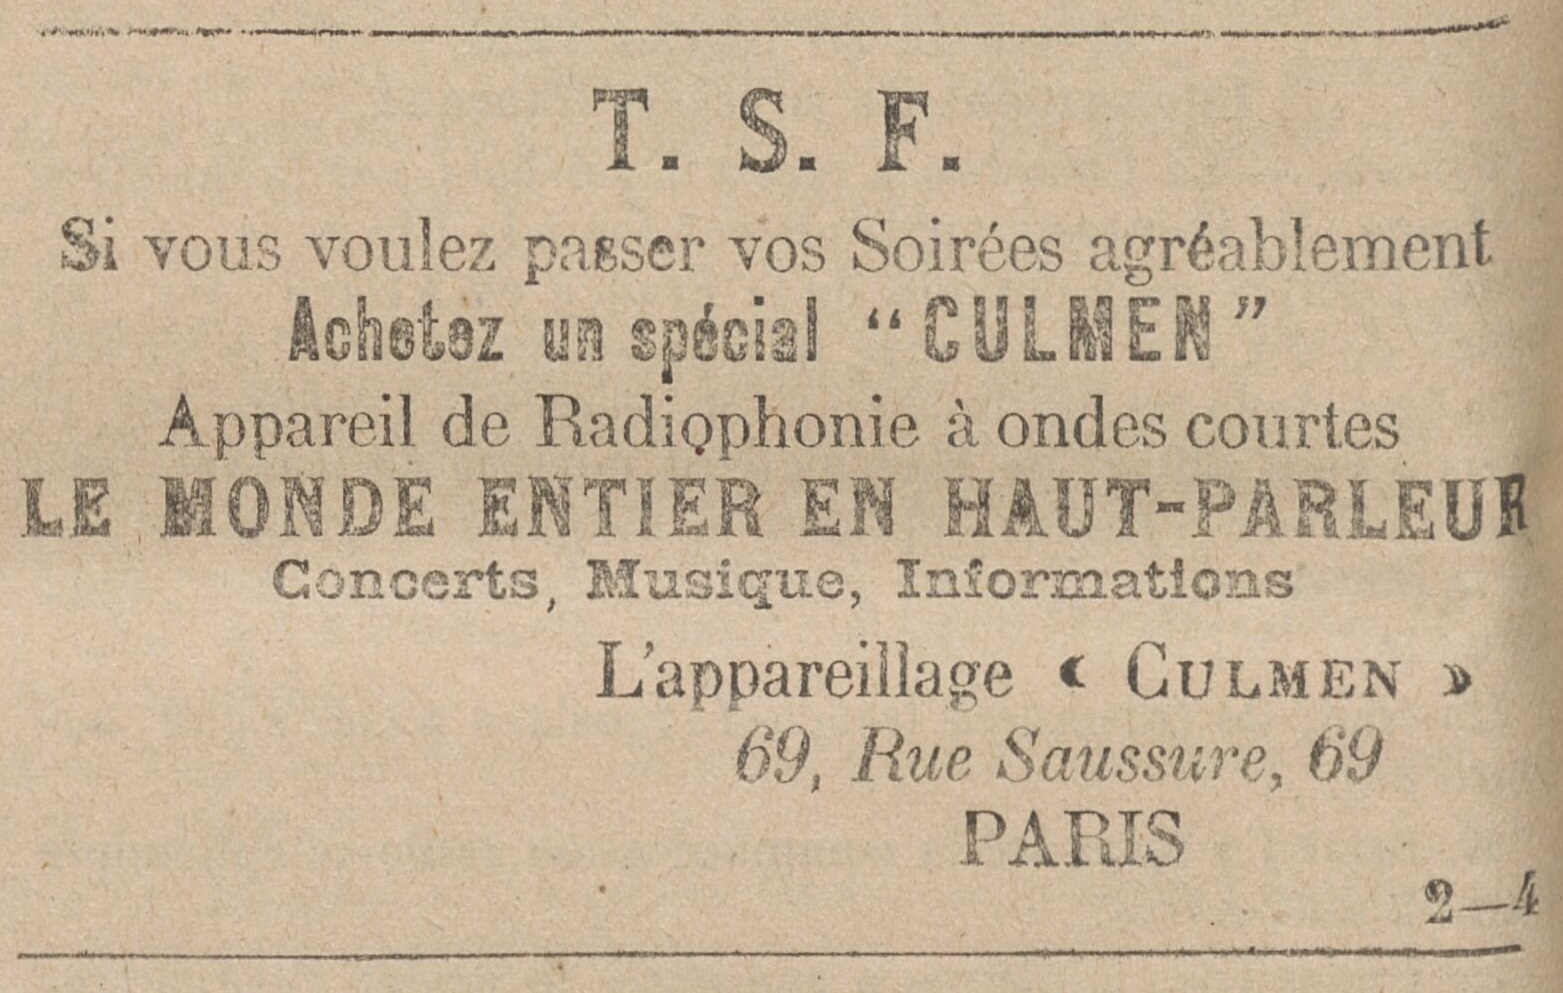 T. S. F.
Si vous voulez passer vos Soirées agréablement
Achetez un spécial “CULMEN”
Appareil de Radiophonie à ondes courtes
LE MONDE ENTIER EN HAUT-PARLEUR
Concerts, Musique, Informations
L'appareillage « CULMEN »
69, Rue Saussure, 69
PARIS
2—4